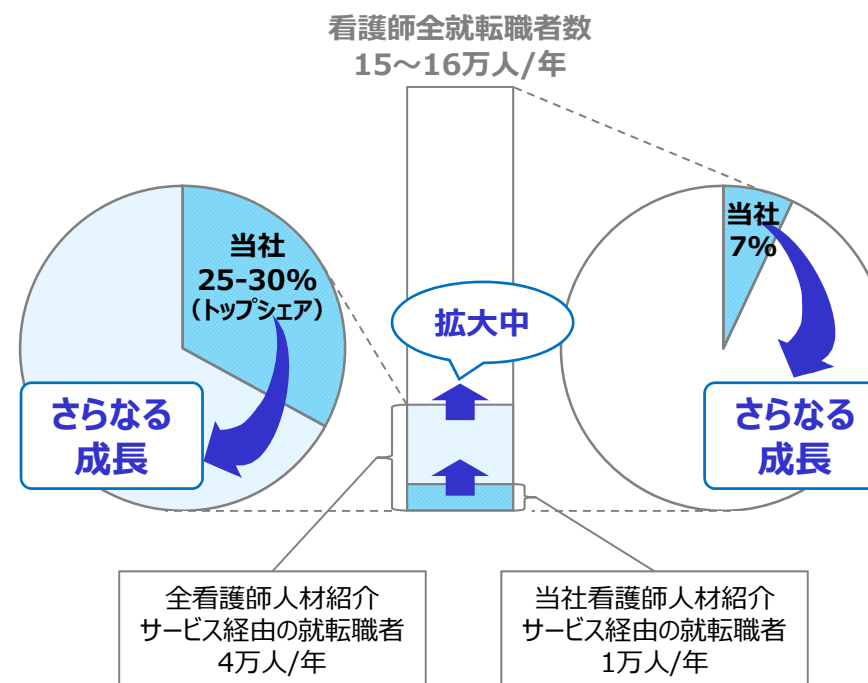 看護師全就転職者数
15~16万人/年
当社
25-30%
(トップシェア)
さらなる
成長
拡大中
当社
7%
さらなる
成長
全看護師人材紹介
サービス経由の就転職者
4万人/年
当社看護師人材紹介
サービス経由の就転職者
1万人/年